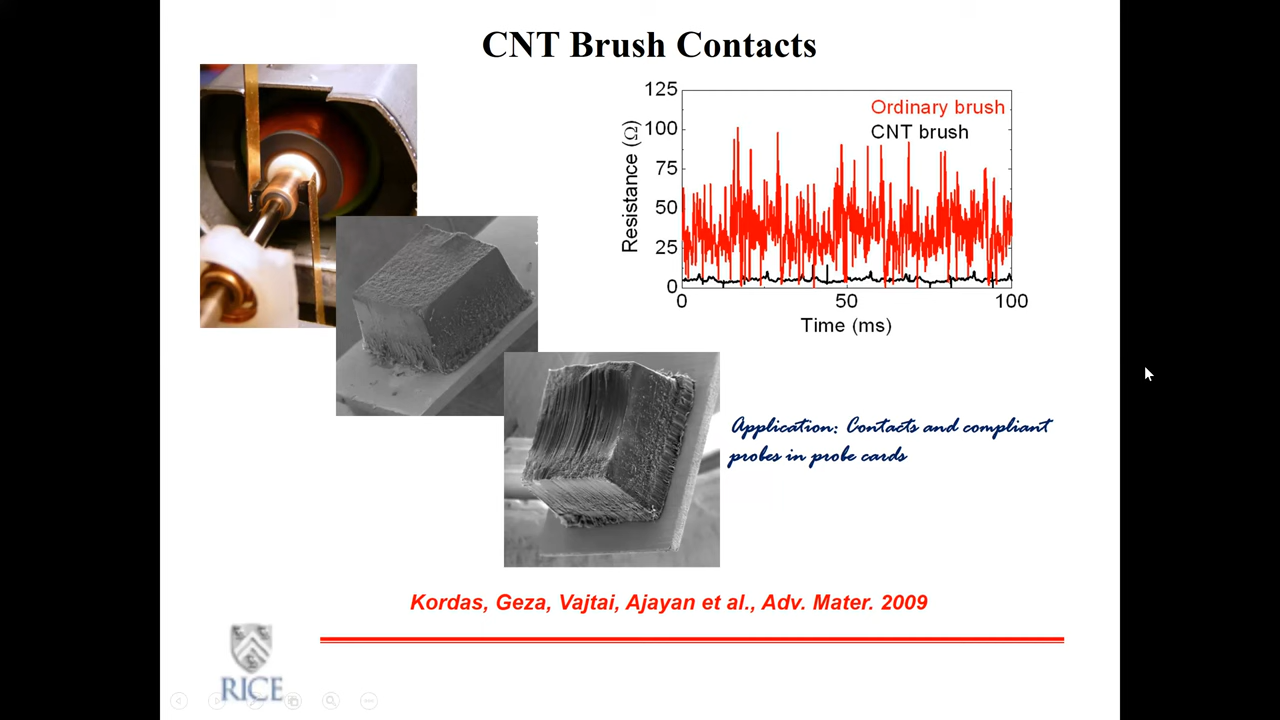 CNT Brush Contacts
125
100
75
50
25
0
Resistance (Ω)
Ordinary brush
CNT brush
0
50
100
Time (ms)
Application: Contacts and compliant
probes in probe cards
Kordas, Geza, Vajtai, Ajayan et al., Adv. Mater. 2009
RICE